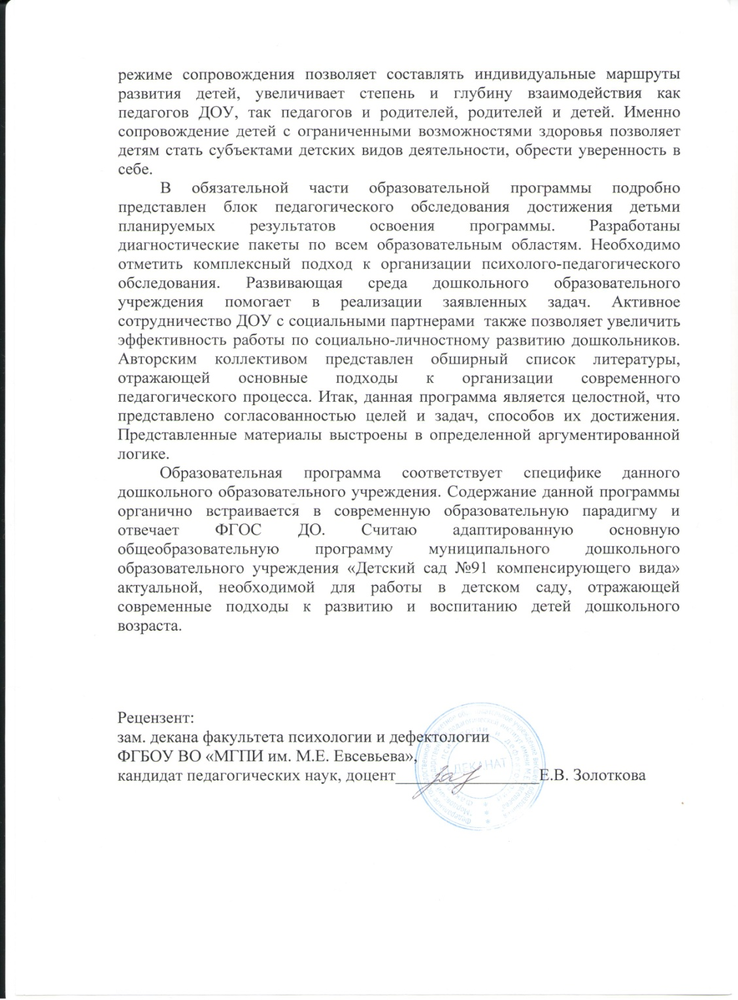 режиме сопровождения позволяет составлять индивидуальные маршруты
развития детей, увеличивает степень и глубину взаимодействия как
педагогов ДОУ, так педагогов и родителей, родителей и детей. Именно
сопровождение детей с ограниченными возможностями здоровья позволяет
детям стать субъектами детских видов деятельности, обрести уверенность в
себе.
В обязательной части образовательной программы подробно
представлен блок педагогического обследования достижения детьми
планируемых результатов освоения программы. Разработаны
диагностические пакеты по всем образовательным областям. Необходимо
отметить комплексный подход к организации психолого-педагогического
обследования. Развивающая среда дошкольного образовательного
учреждения помогает в реализации заявленных задач. Активное
сотрудничество ДОУ с социальными партнерами также позволяет увеличить
эффективность работы по социально-личностному развитию дошкольников.
Авторским коллективом представлен обширный список литературы,
отражающей основные подходы к организации современного
педагогического процесса. Итак, данная программа является целостной, что
представлено согласованностью целей и задач, способов их достижения.
Представленные материалы выстроены в определенной аргументированной
логике.
Образовательная программа соответствует специфике данного
дошкольного образовательного учреждения. Содержание данной программы
органично встраивается в современную образовательную парадигму и
отвечает ФГОС ДО. Считаю адаптированную основную
общеобразовательную программу муниципального дошкольного
образовательного учреждения «Детский сад №91 компенсирующего вида»
актуальной, необходимой для работы в детском саду, отражающей
современные подходы к развитию и воспитанию детей дошкольного
возраста.
Рецензент:
зам. декана факультета психологии и дефектологии
ФГБОУ ВО «МГПИ им. М.Е. Евсевьева»,
кандидат педагогических наук, доцент_________________Е.В. Золоткова
ДЕКАНАТ